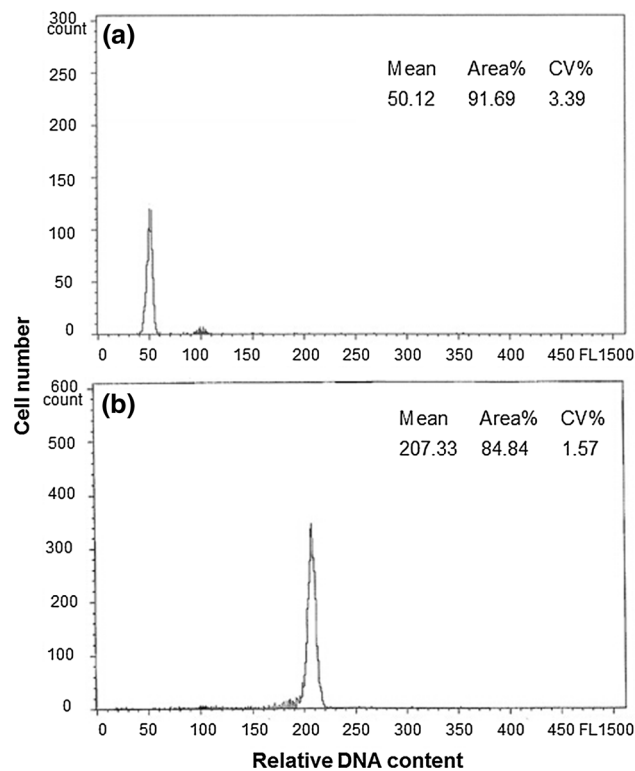 300
count
(a)
Mean Area% CV%
50.12 91.69 3.39
250
200
150
100
50
0
0 50 100 150 200 250 300 350 400 450 FL1500
Cell number
600
count
(b)
Mean Area% CV%
207.33 84.84 1.57
500
400
300
200
100
0
0 50 100 150 200 250 300 350 400 450 FL1500
Relative DNA content